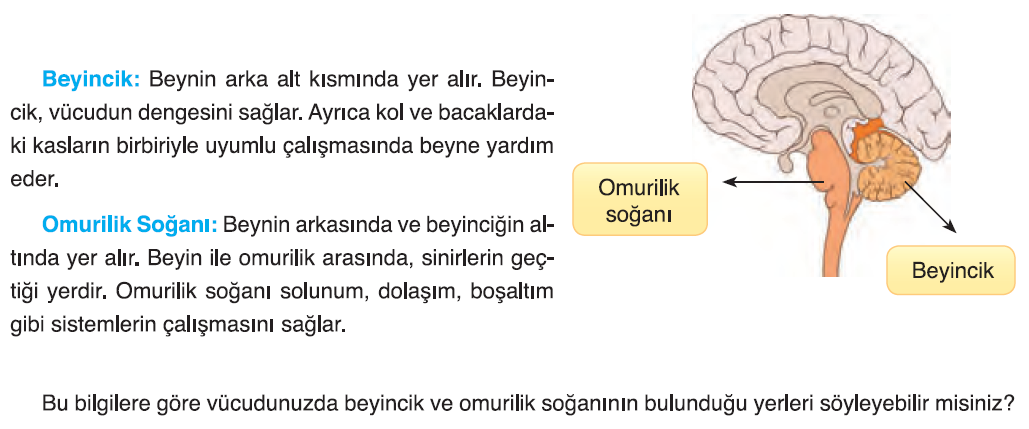 Beyincik: Beynin arka alt kısmında yer alır. Beyin-
cik, vücudun dengesini sağlar. Ayrıca kol ve bacaklarda-
ki kasların birbiriyle uyumlu çalışmasında beyne yardım
eder.
Omurilik Soğanı: Beynin arkasında ve beyinciğin al-
tında yer alır. Beyin ile omurilik arasında, sinirlerin geç-
tiği yerdir. Omurilik soğanı solunum, dolaşım, boşaltım
gibi sistemlerin çalışmasını sağlar.
Omurilik
soğanı
Beyincik
Bu bilgilere göre vücudunuzda beyincik ve omurilik soğanının bulunduğu yerleri söyleyebilir misiniz?